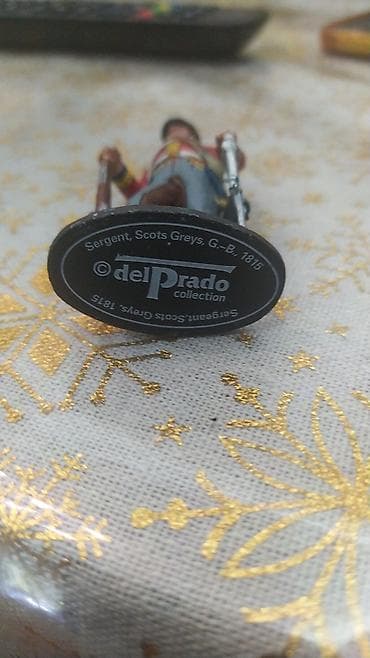 Sergent, Scots Greys, G.-B., 1815
© delPrado
collection
Sergeant, Scots Greys, 1815